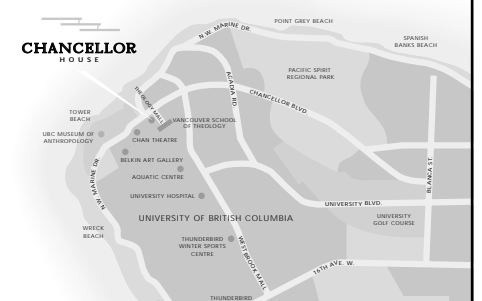 CHANCELLOR
HOUSE
POINT GREY BEACH
N.W. MARINE DR.
SPANISH
BANKS BEACH
PACIFIC SPIRIT
REGIONAL PARK
ACADIA RD.
CHANCELLOR BLVD
THEOLOGY MALL
TOWER
BEACH
VANCOUVER SCHOOL
OF THEOLOGY
UBC MUSEUM OF
ANTHROPOLOGY
CHAN THEATRE
BELKIN ART GALLERY
AQUATIC CENTRE
N.W. MARINE DR.
BLANCA ST.
UNIVERSITY HOSPITAL
UNIVERSITY BLVD.
UNIVERSITY OF BRITISH COLUMBIA
UNIVERSITY
GOLF COURSE
WRECK
BEACH
THUNDERBIRD
WINTER SPORTS
CENTRE
WESTBROOK MALL
16TH AVE. W.
THUNDERBIRD